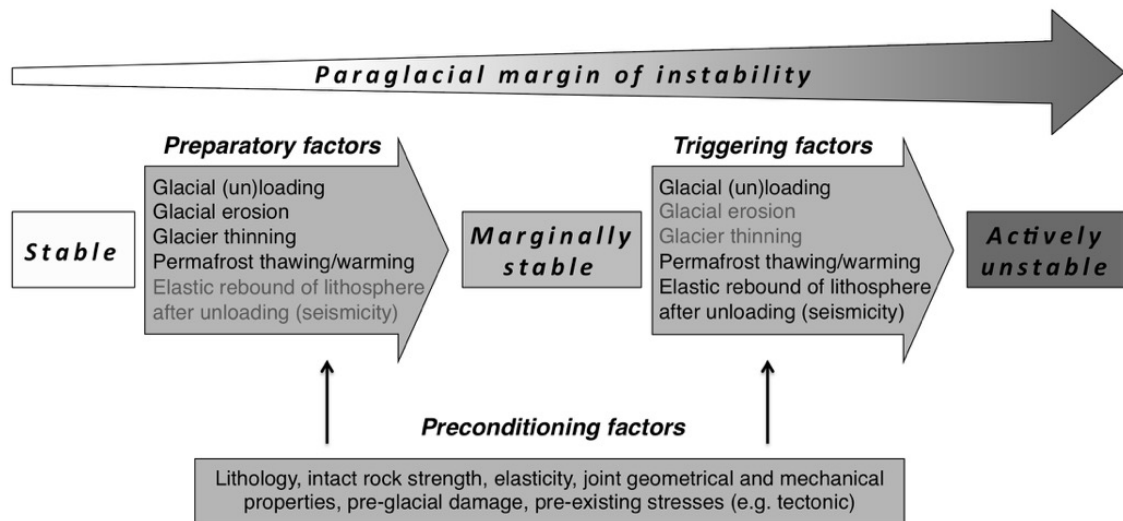 Paraglacial margin of instability
Preparatory factors
Glacial (un)loading
Glacial erosion
Glacier thinning
Permafrost thawing/warming
Elastic rebound of lithosphere
after unloading (seismicity)
Triggering factors
Glacial (un)loading
Glacial erosion
Glacier thinning
Permafrost thawing/warming
Elastic rebound of lithosphere
after unloading (seismicity)
Stable
Marginally
stable
Actively
unstable
Preconditioning factors
Lithology, intact rock strength, elasticity, joint geometrical and mechanical
properties, pre-glacial damage, pre-existing stresses (e.g. tectonic)